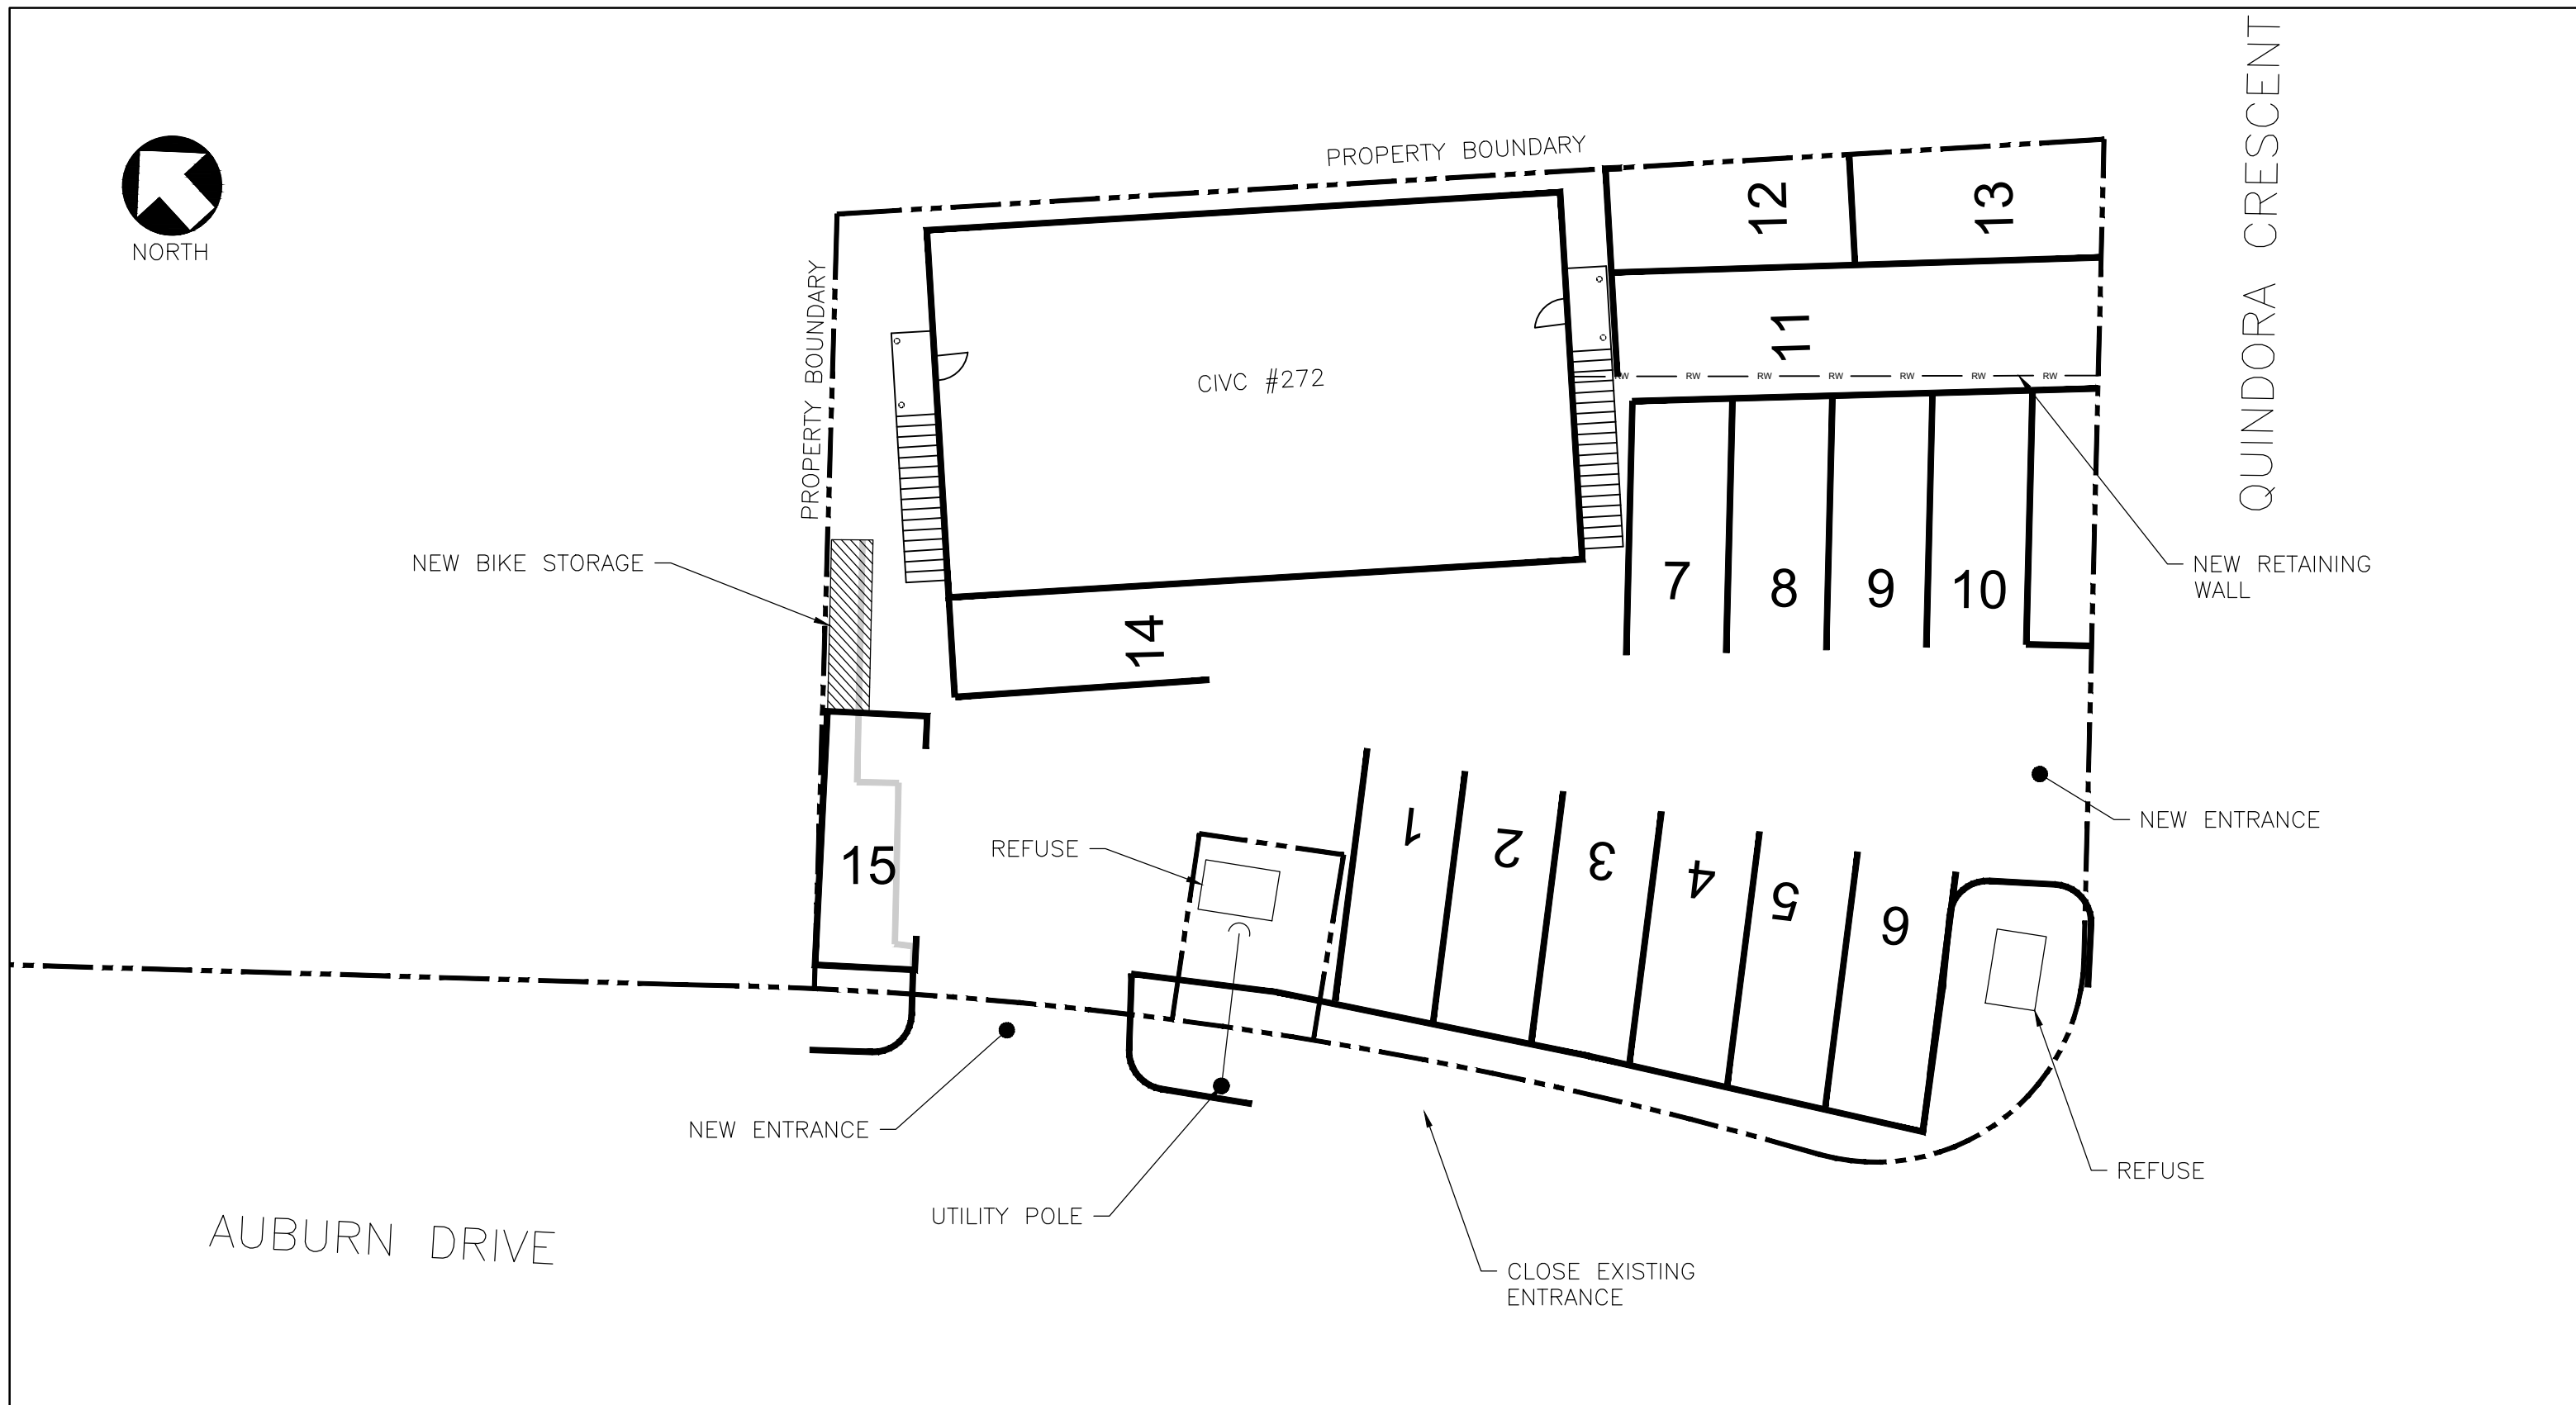 QUINDORA CRESCENT
NORTH
PROPERTY BOUNDARY
PROPERTY BOUNDARY
12
13
11
CIVC #272
RW RW RW RW RW RW RW
NEW BIKE STORAGE
7
8
9
10
NEW RETAINING
WALL
14
1
2
3
4
5
6
NEW ENTRANCE
REFUSE
15
NEW ENTRANCE
REFUSE
UTILITY POLE
AUBURN DRIVE
CLOSE EXISTING
ENTRANCE